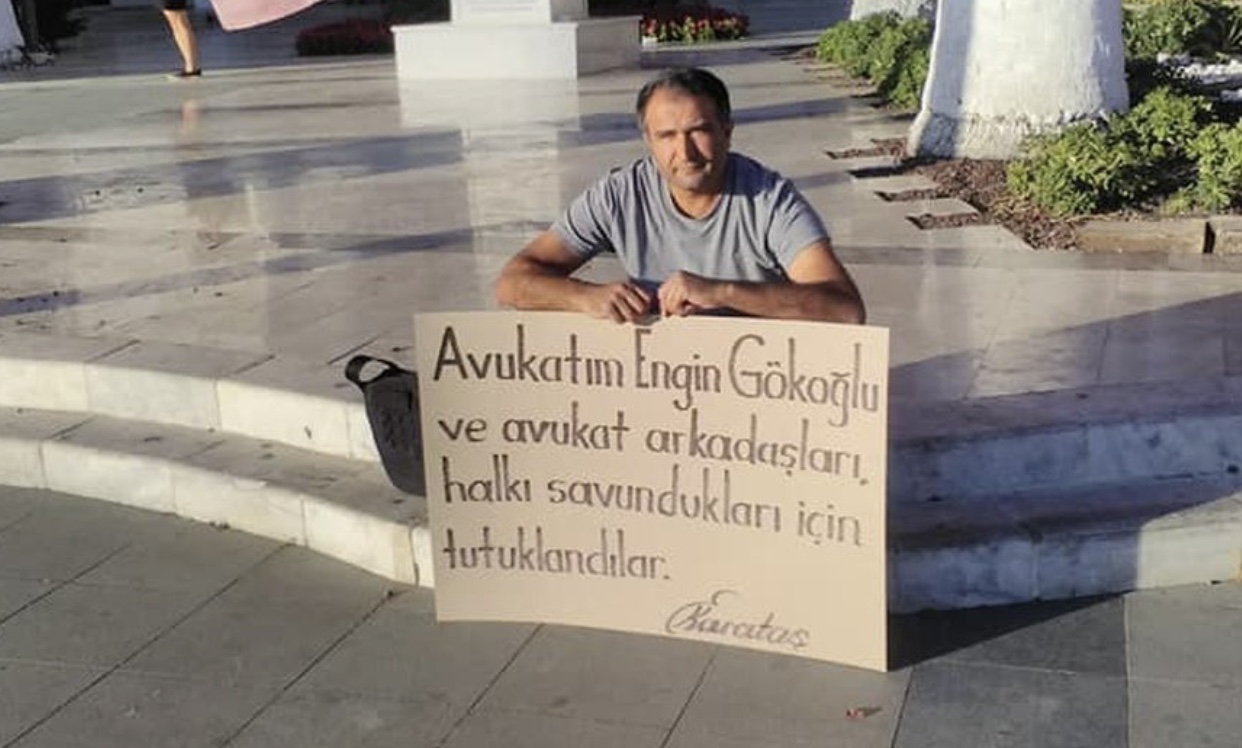 Avukatım Engin Gökoğlu
ve avukat arkadaşları,
halkı savundukları için
tutuklandılar.
Karataş